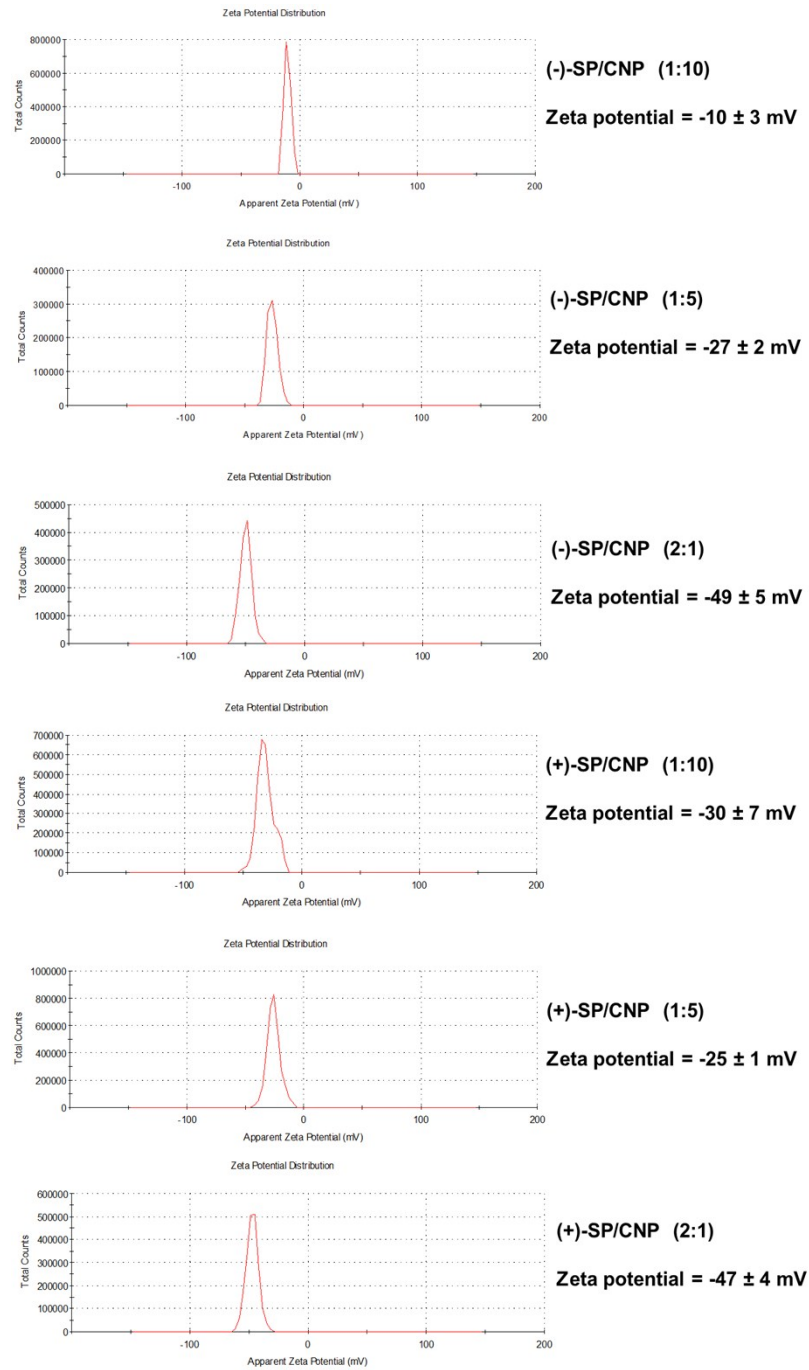 Zeta Potential Distribution
800000
600000
400000
200000
0
Total Counts
-100
0
100
200
Apparent Zeta Potential (mV)
(-)-SP/CNP (1:10)
Zeta potential = -10 ± 3 mV
Zeta Potential Distribution
400000
300000
200000
100000
0
Total Counts
-100
0
100
200
Apparent Zeta Potential (mV)
(-)-SP/CNP (1:5)
Zeta potential = -27 ± 2 mV
Zeta Potential Distribution
500000
400000
300000
200000
100000
0
Total Counts
-100
0
100
200
Apparent Zeta Potential (mV)
(-)-SP/CNP (2:1)
Zeta potential = -49 ± 5 mV
Zeta Potential Distribution
700000
600000
500000
400000
300000
200000
100000
0
Total Counts
-100
0
100
200
Apparent Zeta Potential (mV)
(+)-SP/CNP (1:10)
Zeta potential = -30 ± 7 mV
Zeta Potential Distribution
1000000
800000
600000
400000
200000
0
Total Counts
-100
0
100
200
Apparent Zeta Potential (mV)
(+)-SP/CNP (1:5)
Zeta potential = -25 ± 1 mV
Zeta Potential Distribution
600000
500000
400000
300000
200000
100000
0
Total Counts
-100
0
100
200
Apparent Zeta Potential (mV)
(+)-SP/CNP (2:1)
Zeta potential = -47 ± 4 mV